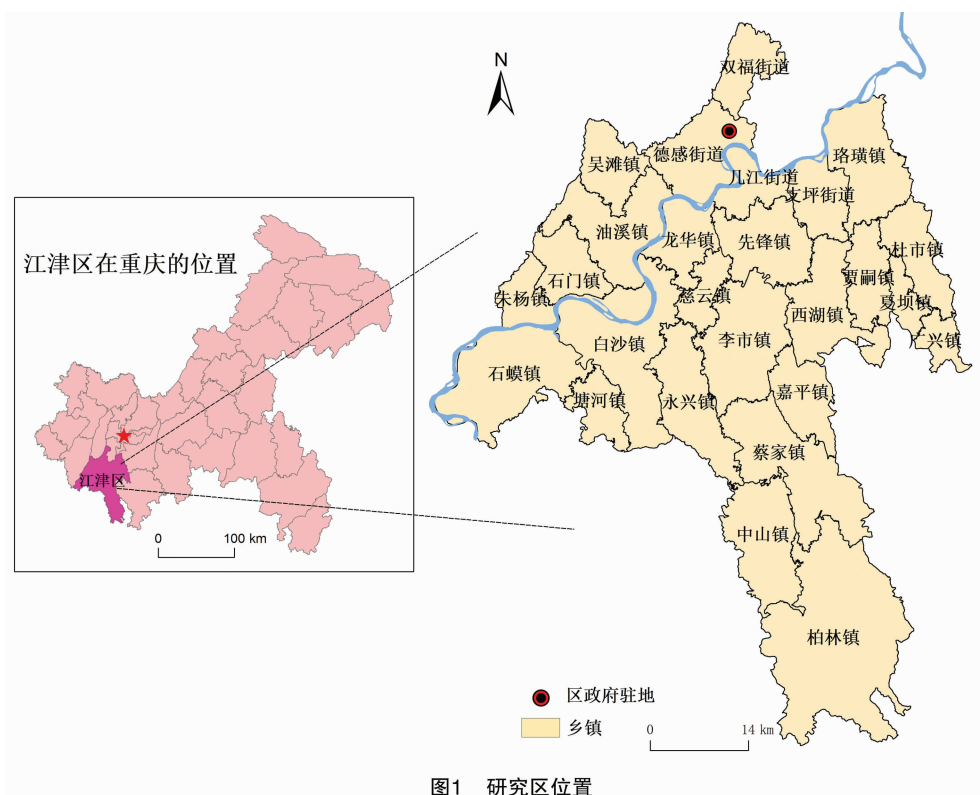 N
双福街道
德感街道
珞璜镇
吴滩镇
几江街道
支坪街道
油溪镇
龙华镇
先锋镇
杜市镇
江津区在重庆的位置
石门镇
贾嗣镇
朱杨镇
慈云镇
夏坝镇
西湖镇
广兴镇
白沙镇
李市镇
石蟆镇
塘河镇
永兴镇
嘉平镇
蔡家镇
江津区
0 100 km
中山镇
柏林镇
区政府驻地
乡镇
0 14 km
图1 研究区位置